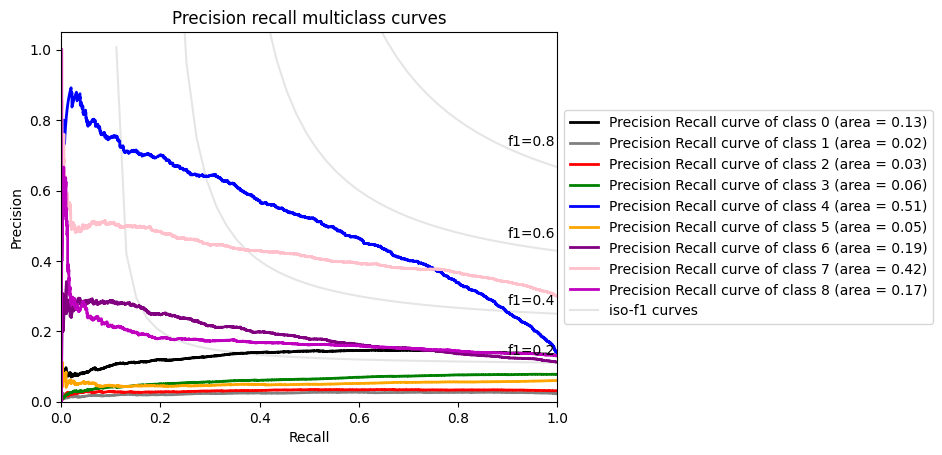 Precision recall multiclass curves
Precision
1.0
0.8
0.6
0.4
0.2
0.0
f1=0.8
f1=0.6
f1=0.4
f1=0.2
0.0 0.2 0.4 0.6 0.8 1.0
Recall
Precision Recall curve of class 0 (area = 0.13)
Precision Recall curve of class 1 (area = 0.02)
Precision Recall curve of class 2 (area = 0.03)
Precision Recall curve of class 3 (area = 0.06)
Precision Recall curve of class 4 (area = 0.51)
Precision Recall curve of class 5 (area = 0.05)
Precision Recall curve of class 6 (area = 0.19)
Precision Recall curve of class 7 (area = 0.42)
Precision Recall curve of class 8 (area = 0.17)
iso-f1 curves